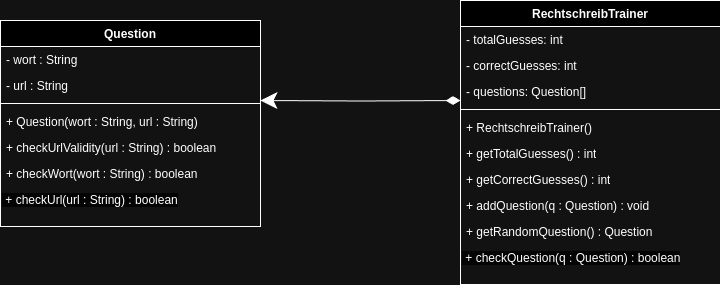 Question
- wort : String
- url : String
+ Question(wort : String, url : String)
+ checkUrlValidity(url : String) : boolean
+ checkWort(wort : String) : boolean
+ checkUrl(url : String) : boolean
RechtschreibTrainer
- totalGuesses: int
- correctGuesses: int
- questions: Question[]
+ RechtschreibTrainer()
+ getTotalGuesses() : int
+ getCorrectGuesses() : int
+ addQuestion(q : Question) : void
+ getRandomQuestion() : Question
+ checkQuestion(q : Question) : boolean